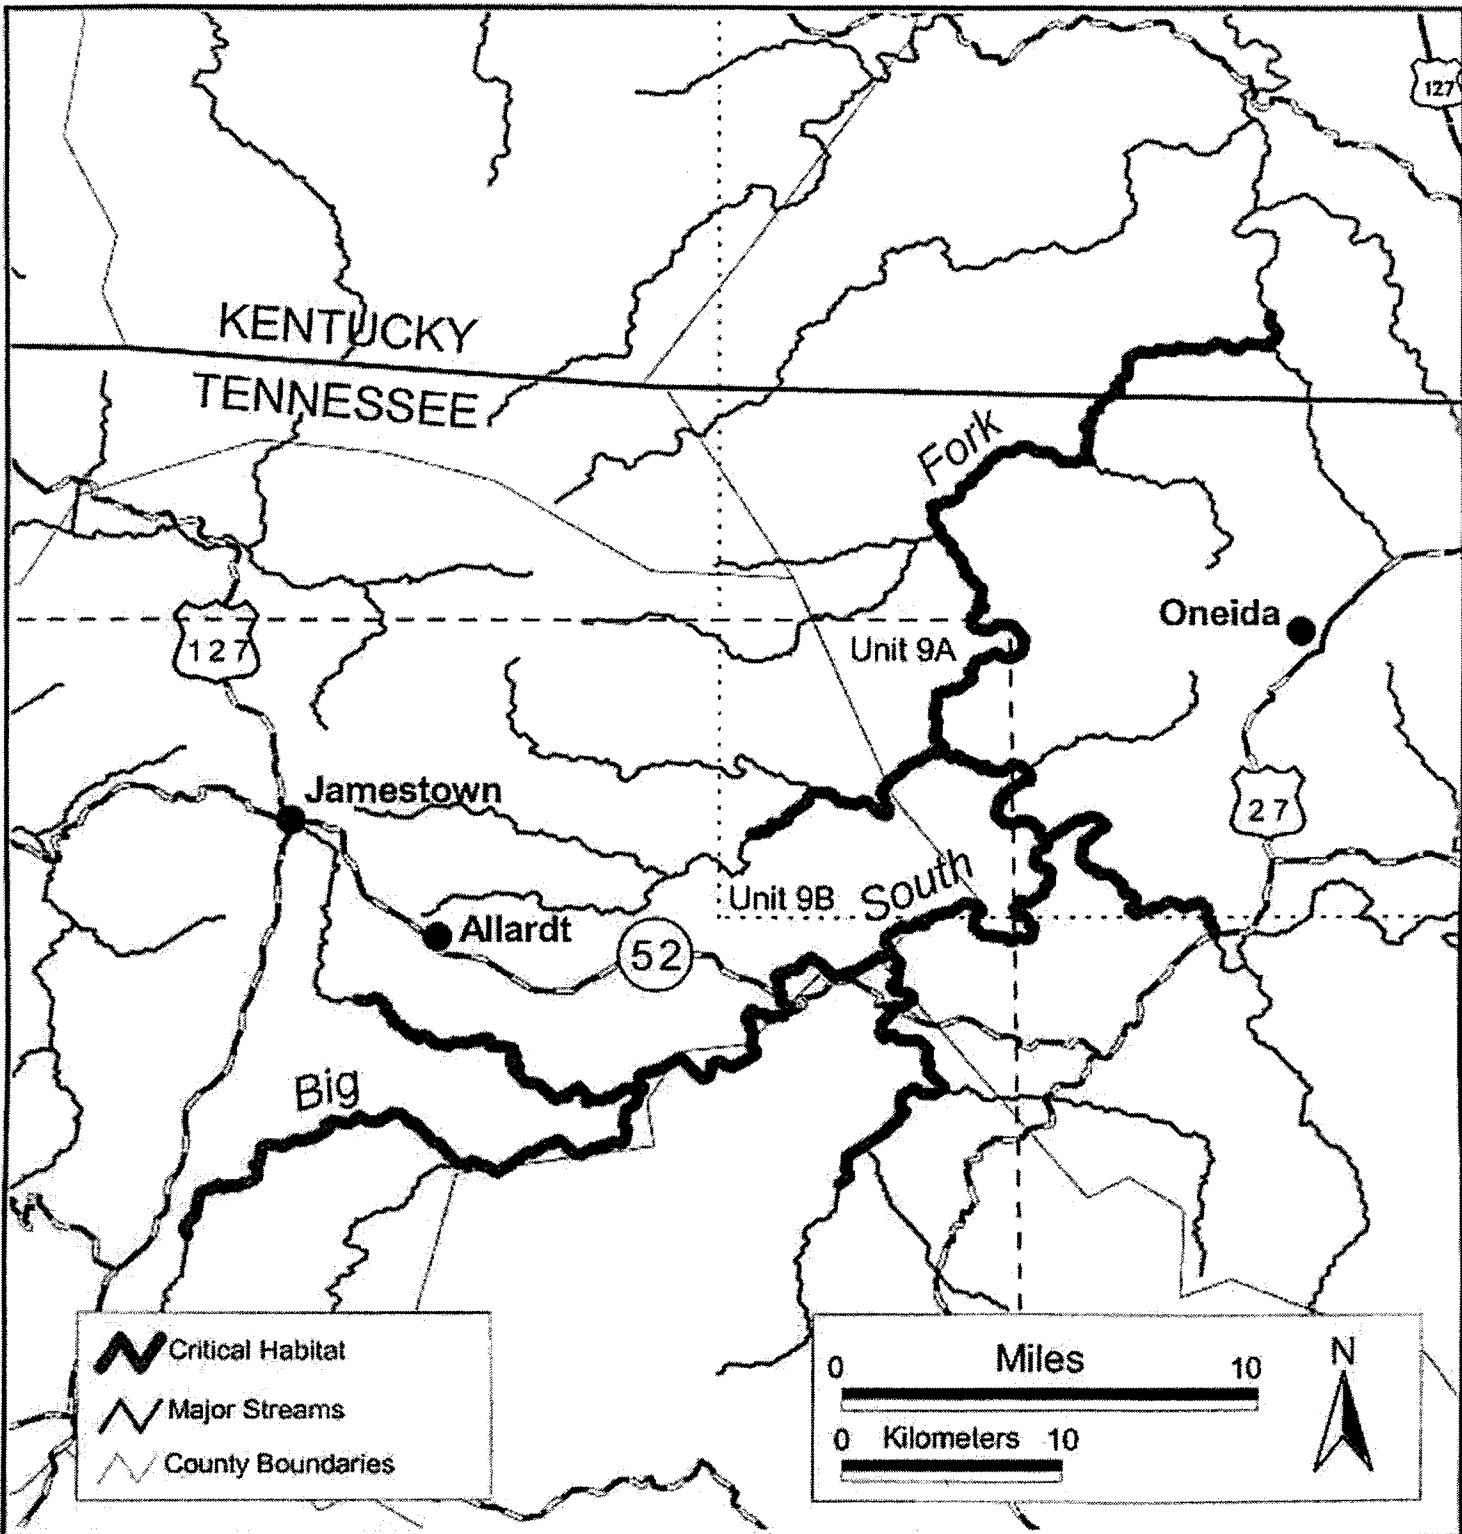 127
KENTUCKY
TENNESSEE
Fork
127
Unit 9A
Oneida
Jamestown
27
Unit 9B
South
Allardt
52
Big
Critical Habitat
Major Streams
County Boundaries
0 Miles 10
0 Kilometers 10
N